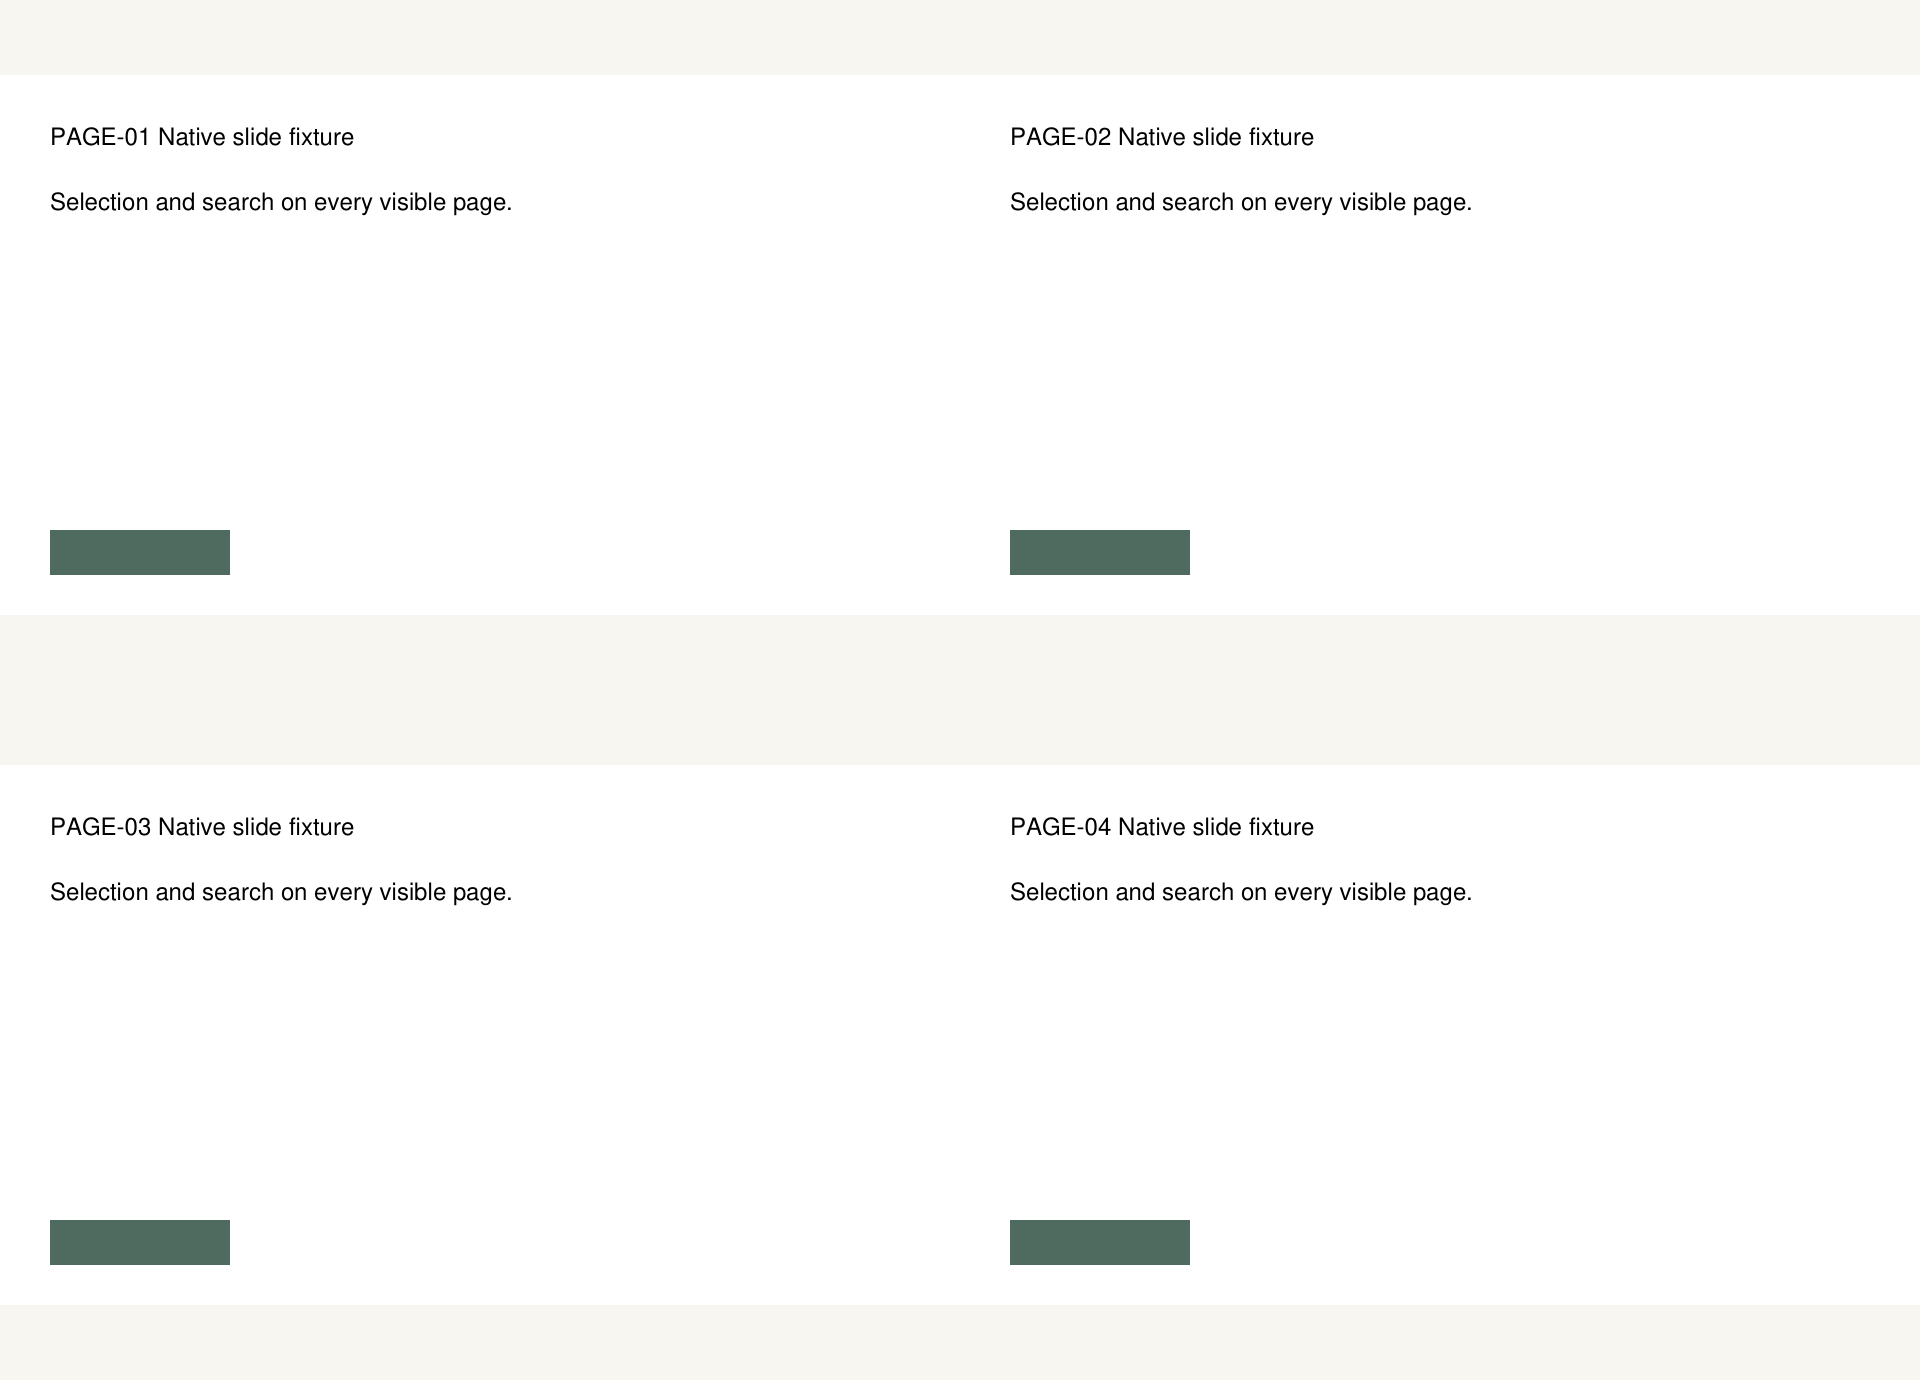 PAGE-01 Native slide fixture
Selection and search on every visible page.
PAGE-02 Native slide fixture
Selection and search on every visible page.
PAGE-03 Native slide fixture
Selection and search on every visible page.
PAGE-04 Native slide fixture
Selection and search on every visible page.